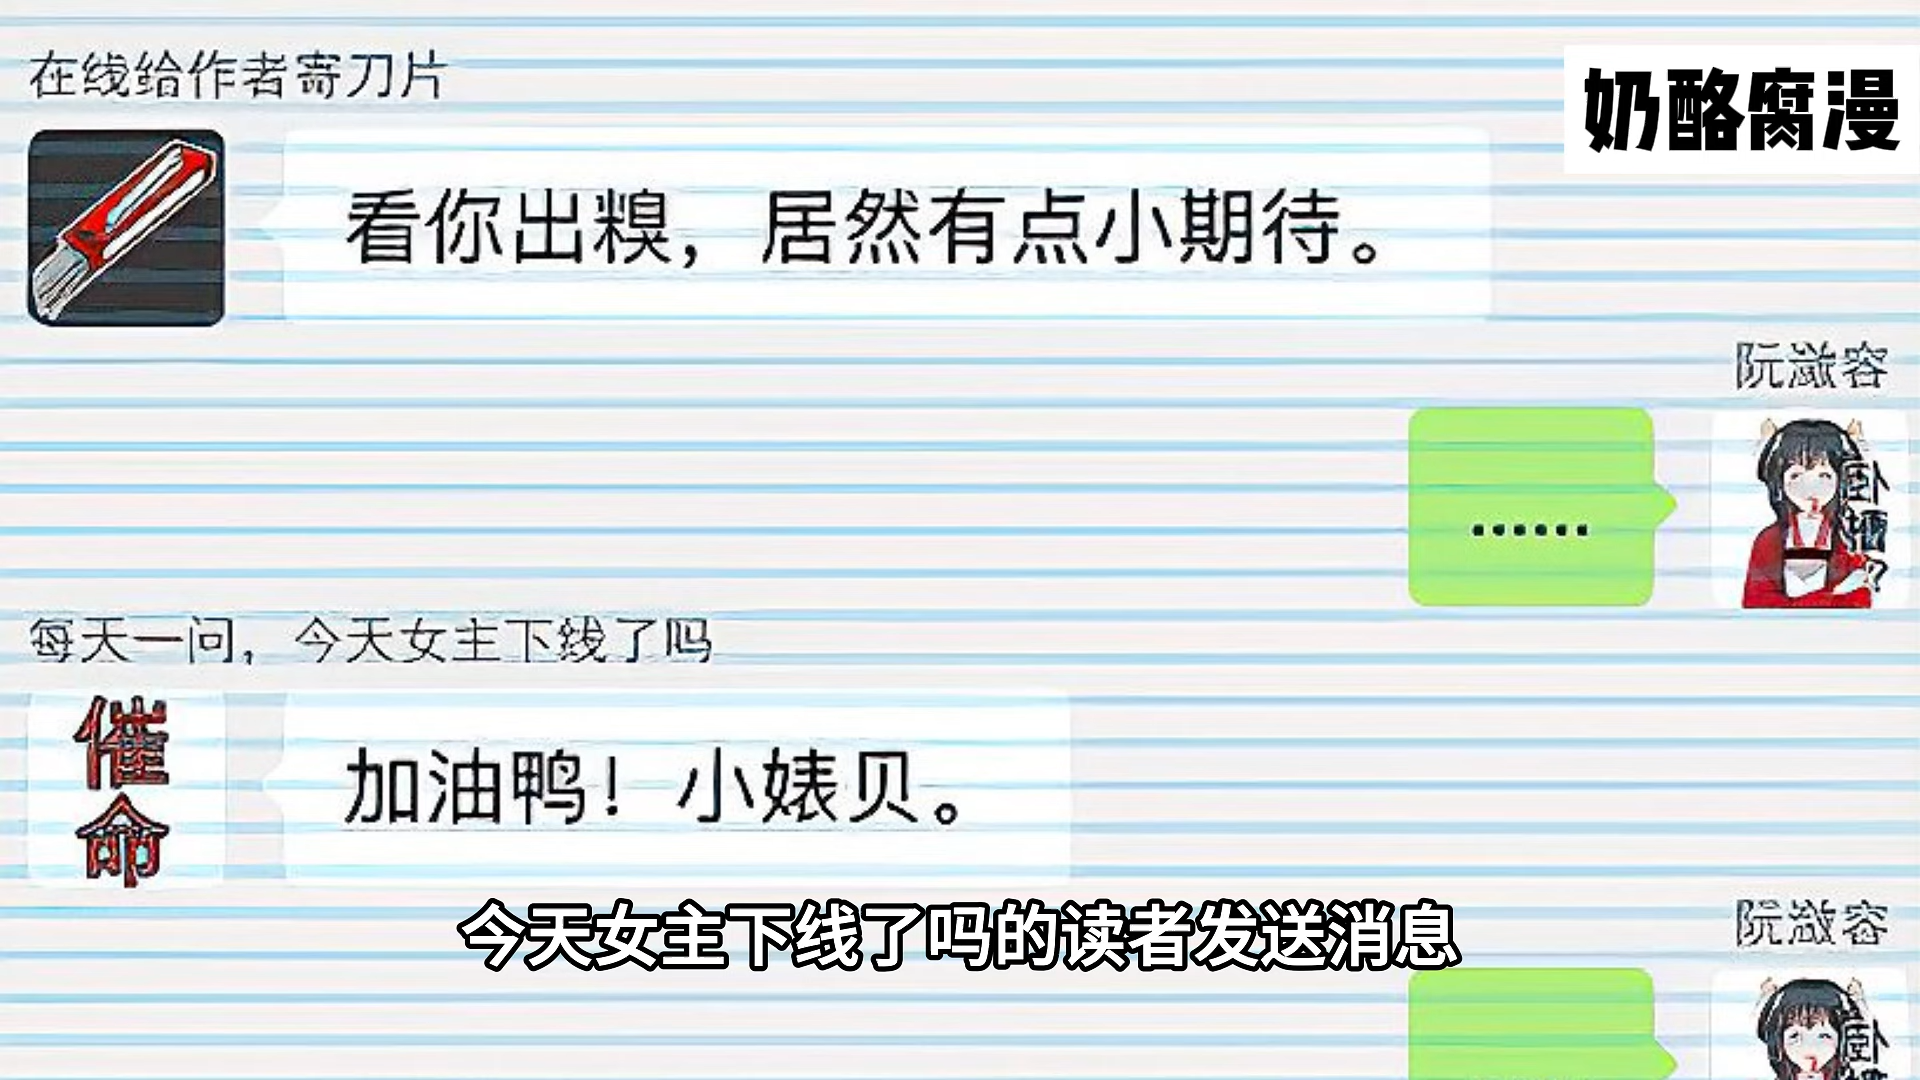 在线给作者寄刀片
奶酪腐漫
看你出糗，居然有点小期待。
阮潋容
……
卧槽?
每天一问，今天女主下线了吗
催命
加油鸭！小婊贝。
今天女主下线了吗的读者发送消息
阮潋容
卧